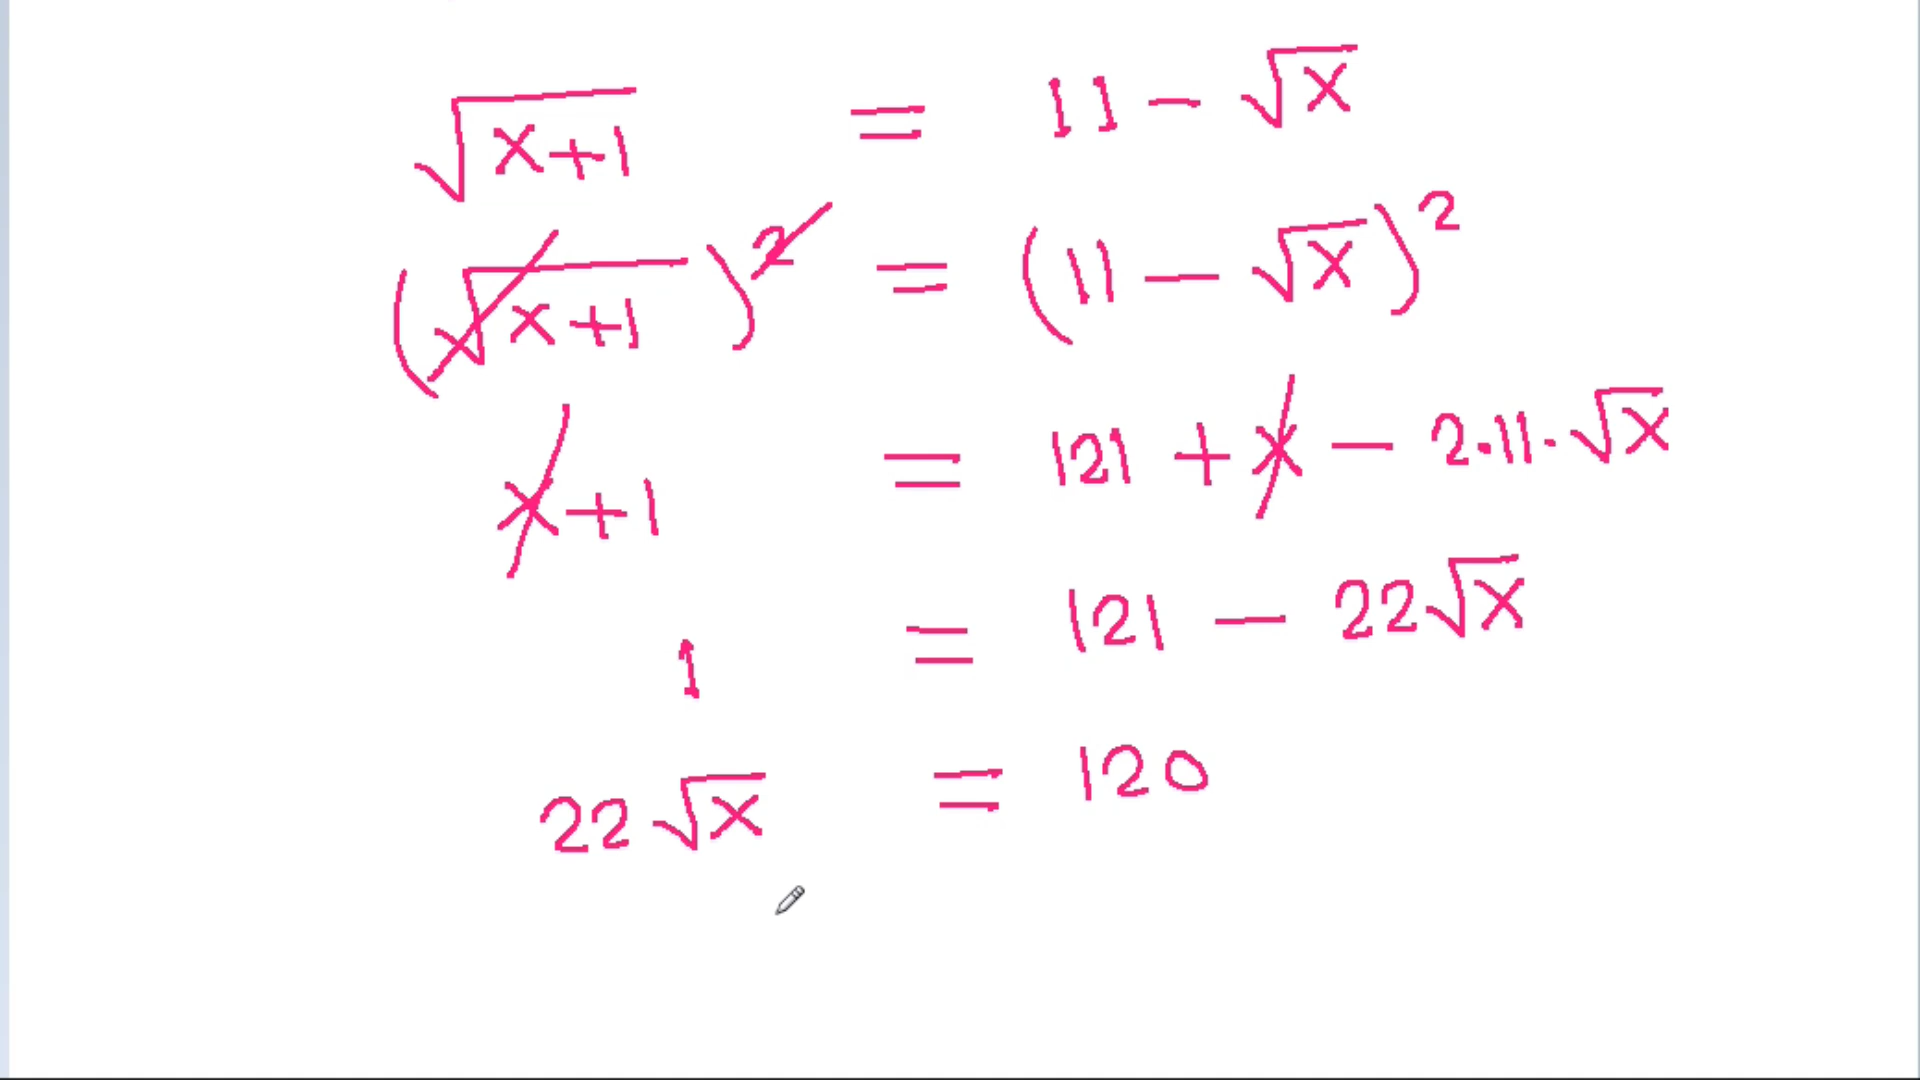 √x+1 = 11 - √x
(√x+1)² = (11 - √x)²
x+1 = 121 + x - 2·11·√x
1 = 121 - 22√x
22√x = 120